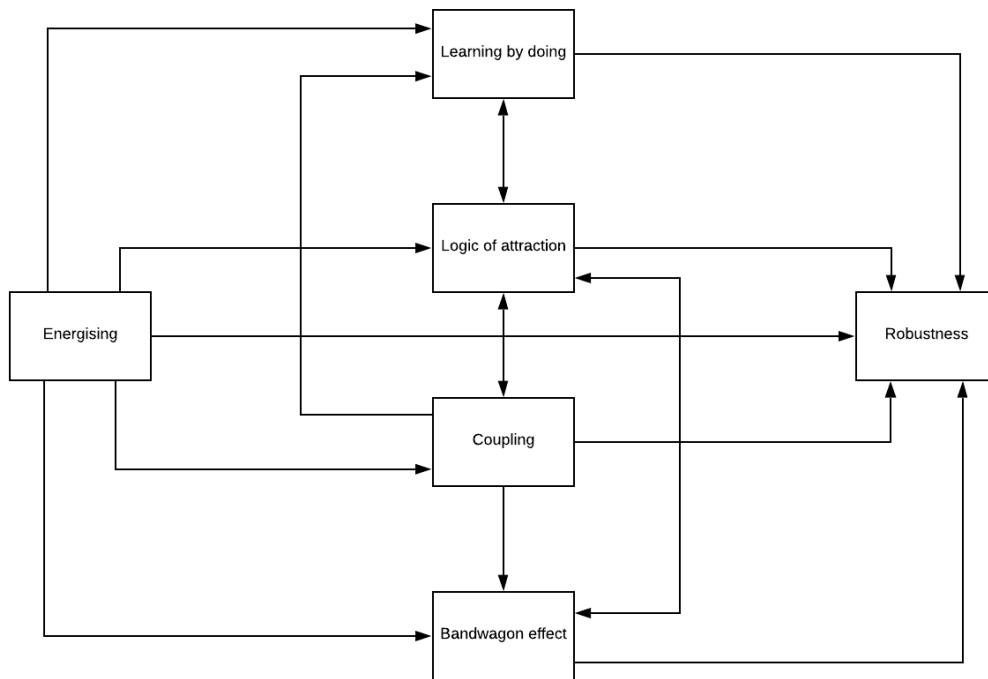 Learning by doing
Logic of attraction
Energising
Robustness
Coupling
Bandwagon effect